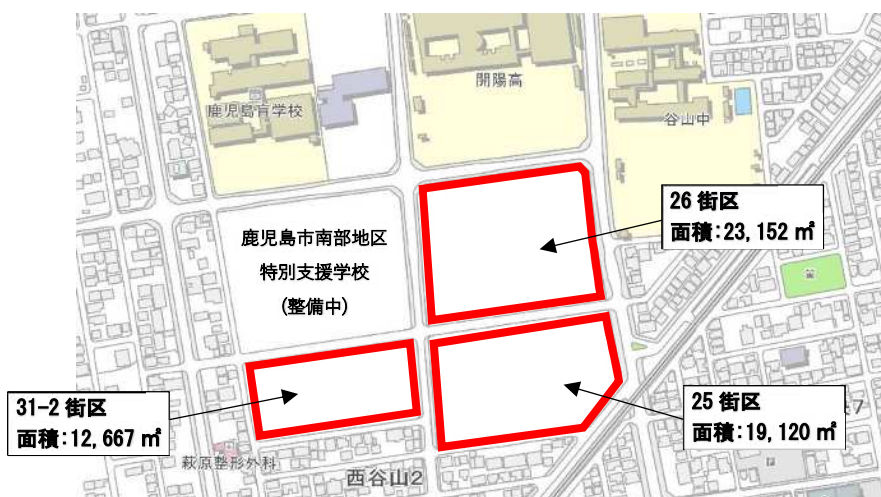 開陽高
鹿児島盲学校
谷山中
26 街区
面積：23,152 ㎡
鹿児島市南部地区
特別支援学校
(整備中)
31-2 街区
面積：12,667 ㎡
25 街区
面積：19,120 ㎡
7
萩原整形外科
西谷山2